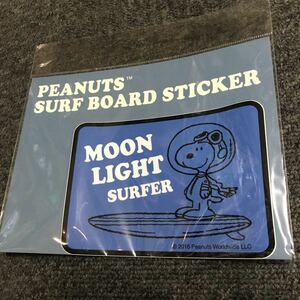 PEANUTS™
SURF BOARD STICKER
MOON
LIGHT
SURFER
© 2016 Peanuts Worldwide LLC